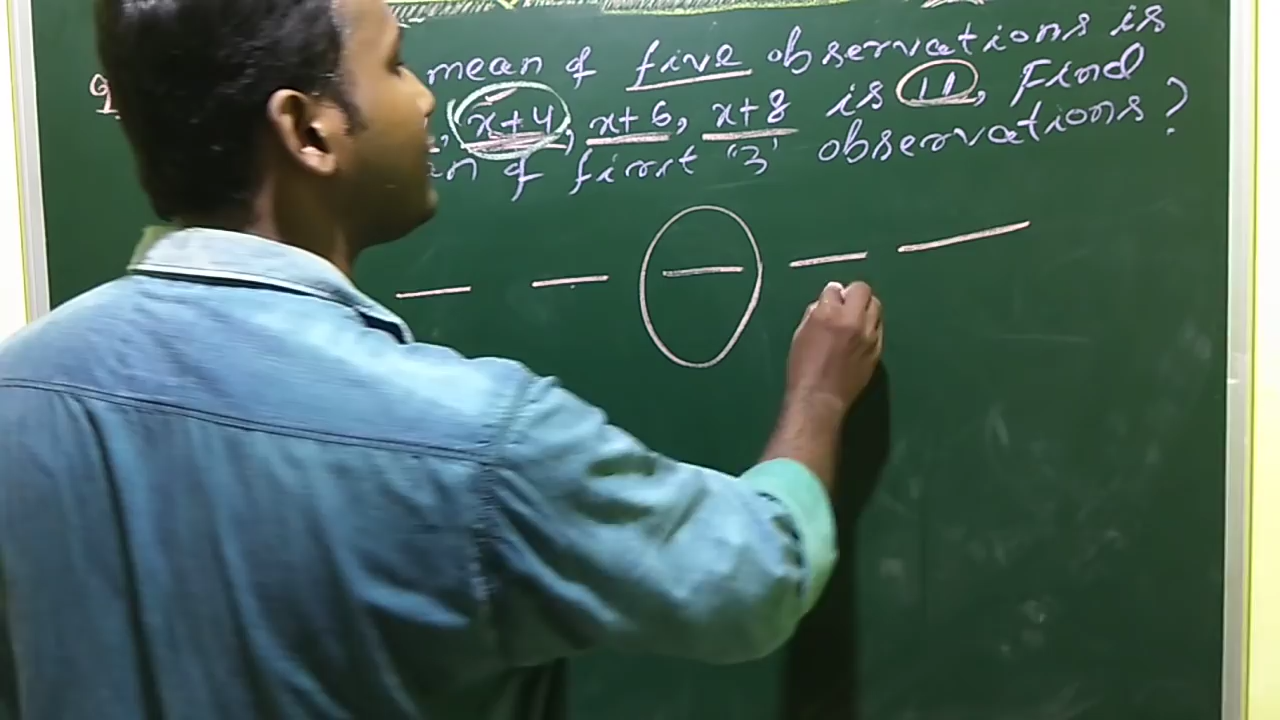 mean of five observations is
, x+4, x+6, x+8 is 11, Find
n of first '3' observations?